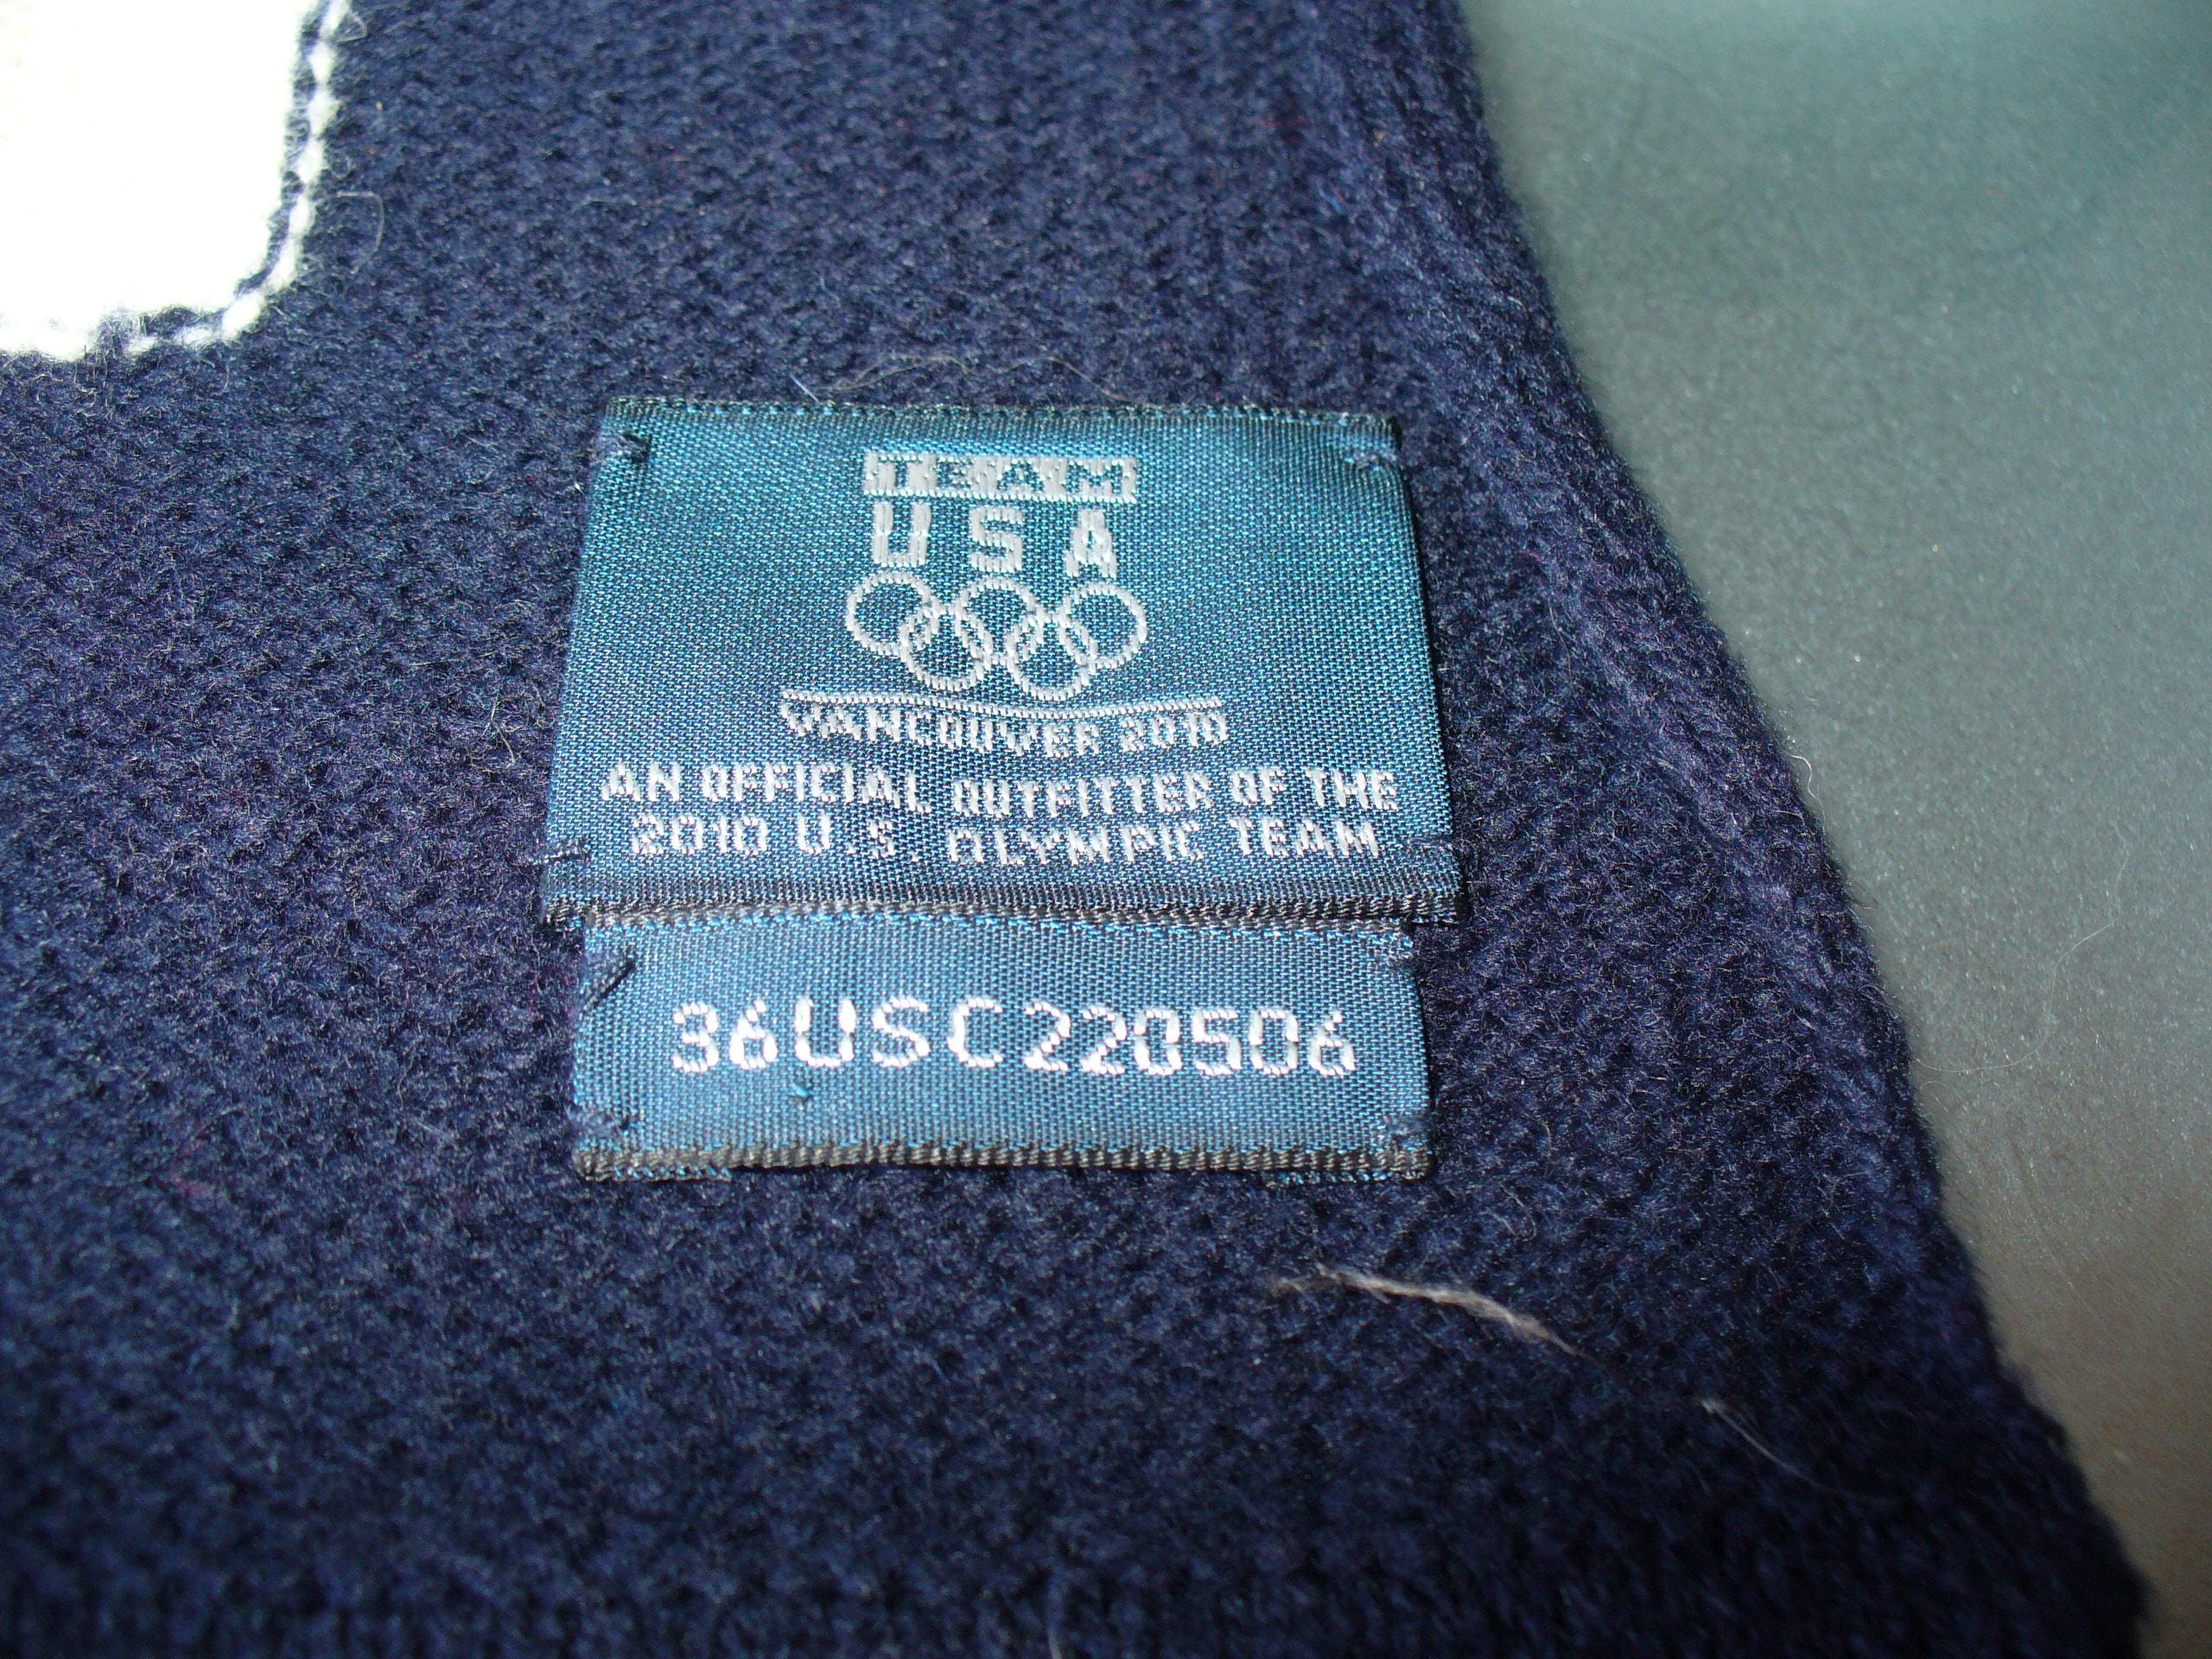 TEAM
USA
VANCOUVER 2010
AN OFFICIAL OUTFITTER OF THE
2010 U.S. OLYMPIC TEAM
36USC220506